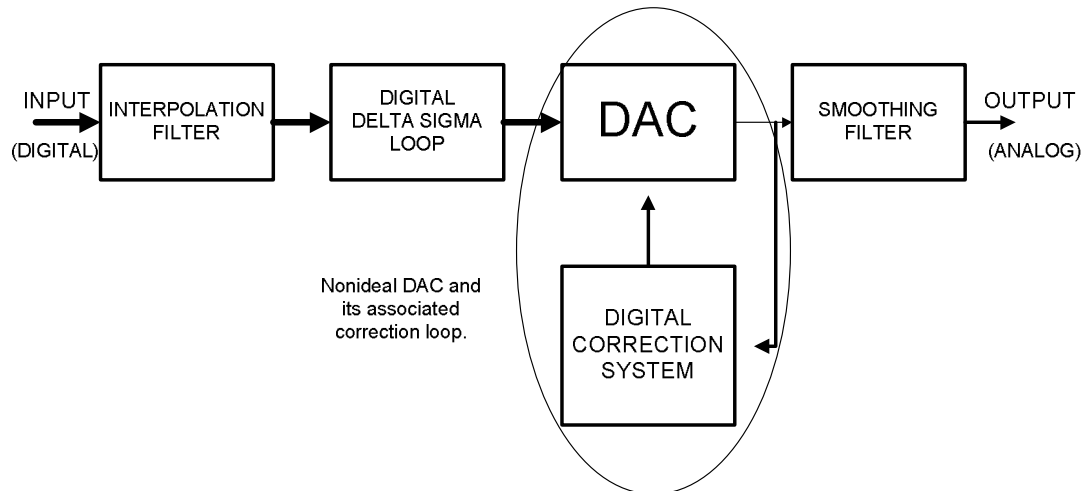 INPUT
(DIGITAL)
INTERPOLATION
FILTER
DIGITAL
DELTA SIGMA
LOOP
DAC
SMOOTHING
FILTER
OUTPUT
(ANALOG)
Nonideal DAC and
its associated
correction loop.
DIGITAL
CORRECTION
SYSTEM